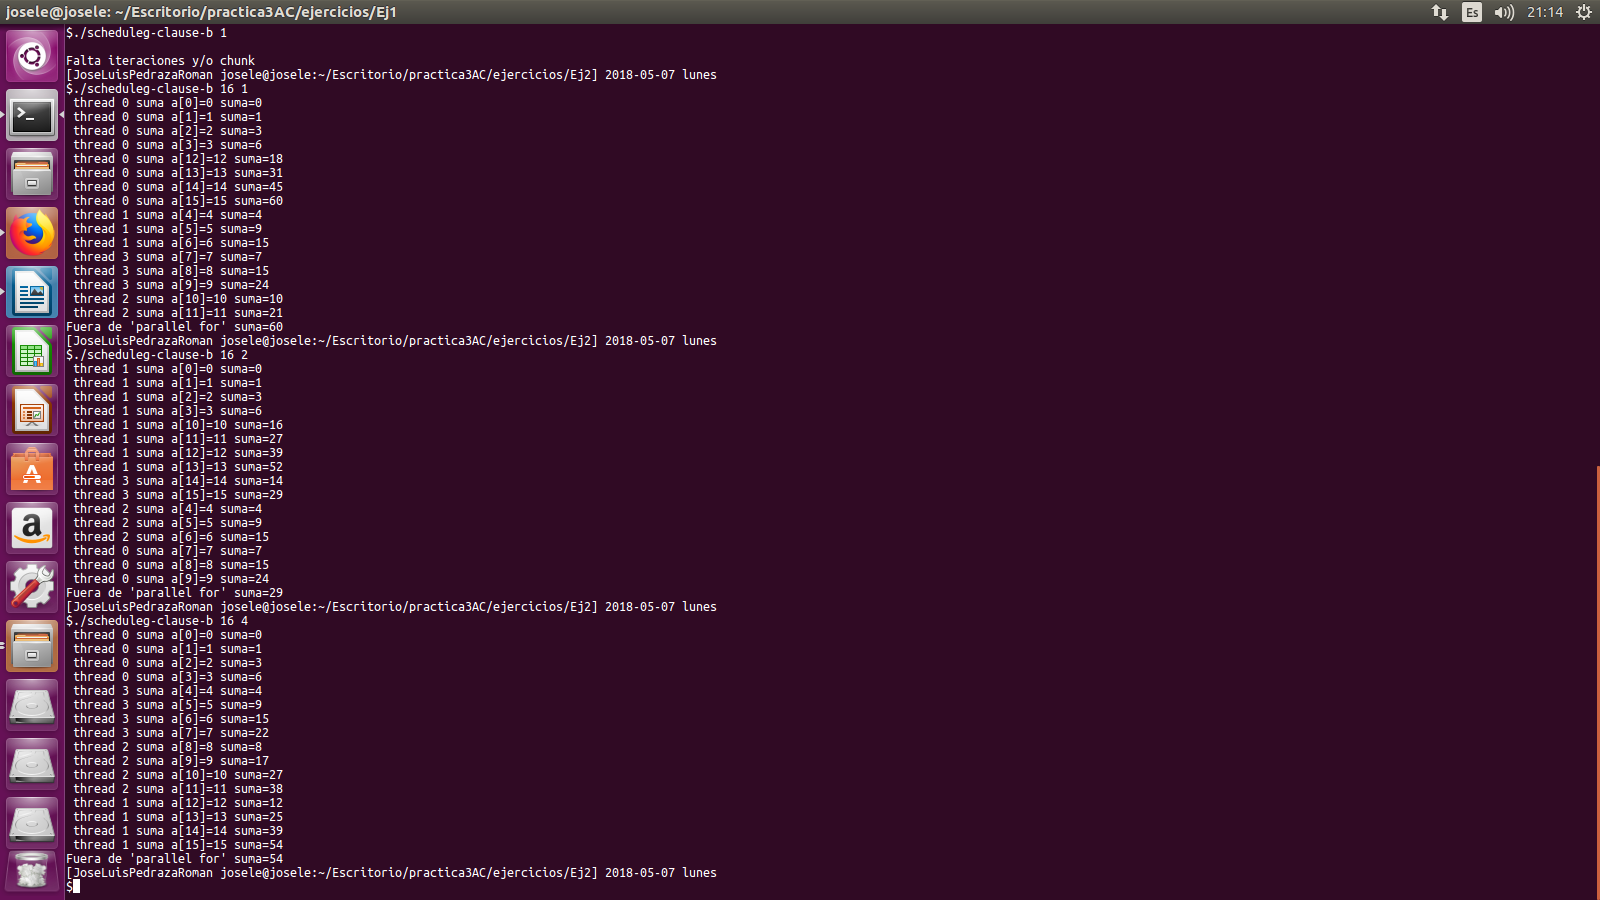 josele@josele: ~/Escritorio/practica3AC/ejercicios/Ej1
Es
21:14
$./scheduleg-clause-b 1
Falta iteraciones y/o chunk
[JoseLuisPedrazaRoman josele@josele:~/Escritorio/practica3AC/ejercicios/Ej2] 2018-05-07 lunes
$./scheduleg-clause-b 16 1
thread 0 suma a[0]=0 suma=0
thread 0 suma a[1]=1 suma=1
thread 0 suma a[2]=2 suma=3
thread 0 suma a[3]=3 suma=6
thread 0 suma a[12]=12 suma=18
thread 0 suma a[13]=13 suma=31
thread 0 suma a[14]=14 suma=45
thread 0 suma a[15]=15 suma=60
thread 1 suma a[4]=4 suma=4
thread 1 suma a[5]=5 suma=9
thread 1 suma a[6]=6 suma=15
thread 3 suma a[7]=7 suma=7
thread 3 suma a[8]=8 suma=15
thread 3 suma a[9]=9 suma=24
thread 2 suma a[10]=10 suma=10
thread 2 suma a[11]=11 suma=21
Fuera de 'parallel for' suma=60
[JoseLuisPedrazaRoman josele@josele:~/Escritorio/practica3AC/ejercicios/Ej2] 2018-05-07 lunes
$./scheduleg-clause-b 16 2
thread 1 suma a[0]=0 suma=0
thread 1 suma a[1]=1 suma=1
thread 1 suma a[2]=2 suma=3
thread 1 suma a[3]=3 suma=6
thread 1 suma a[10]=10 suma=16
thread 1 suma a[11]=11 suma=27
thread 1 suma a[12]=12 suma=39
thread 1 suma a[13]=13 suma=52
thread 3 suma a[14]=14 suma=14
thread 3 suma a[15]=15 suma=29
thread 2 suma a[4]=4 suma=4
thread 2 suma a[5]=5 suma=9
thread 2 suma a[6]=6 suma=15
thread 0 suma a[7]=7 suma=7
thread 0 suma a[8]=8 suma=15
thread 0 suma a[9]=9 suma=24
Fuera de 'parallel for' suma=29
[JoseLuisPedrazaRoman josele@josele:~/Escritorio/practica3AC/ejercicios/Ej2] 2018-05-07 lunes
$./scheduleg-clause-b 16 4
thread 0 suma a[0]=0 suma=0
thread 0 suma a[1]=1 suma=1
thread 0 suma a[2]=2 suma=3
thread 0 suma a[3]=3 suma=6
thread 3 suma a[4]=4 suma=4
thread 3 suma a[5]=5 suma=9
thread 3 suma a[6]=6 suma=15
thread 3 suma a[7]=7 suma=22
thread 2 suma a[8]=8 suma=8
thread 2 suma a[9]=9 suma=17
thread 2 suma a[10]=10 suma=27
thread 2 suma a[11]=11 suma=38
thread 1 suma a[12]=12 suma=12
thread 1 suma a[13]=13 suma=25
thread 1 suma a[14]=14 suma=39
thread 1 suma a[15]=15 suma=54
Fuera de 'parallel for' suma=54
[JoseLuisPedrazaRoman josele@josele:~/Escritorio/practica3AC/ejercicios/Ej2] 2018-05-07 lunes
$